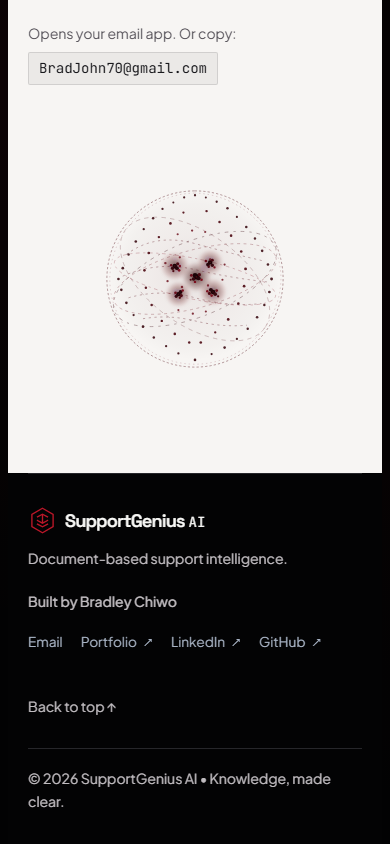 Opens your email app. Or copy:
BradJohn70@gmail.com
SupportGenius AI
Document-based support intelligence.
Built by Bradley Chiwo
Email Portfolio ↗ LinkedIn ↗ GitHub ↗
Back to top ↑
© 2026 SupportGenius AI • Knowledge, made
clear.